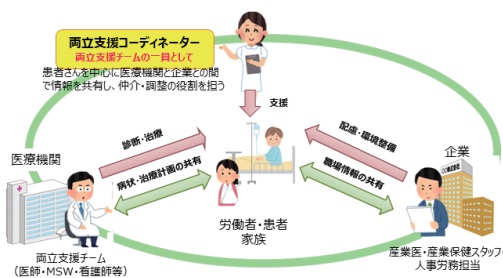 両立支援コーディネーター
両立支援チームの一員として
患者さんを中心に医療機関と企業との間
で情報を共有し、仲介・調整の役割を担う
支援
診断・治療
配慮・環境整備
医療機関
企業
病状・治療計画の共有
職場情報の共有
労働者・患者
家族
両立支援チーム
（医師・MSW・看護師等）
産業医・産業保健スタッフ
人事労務担当